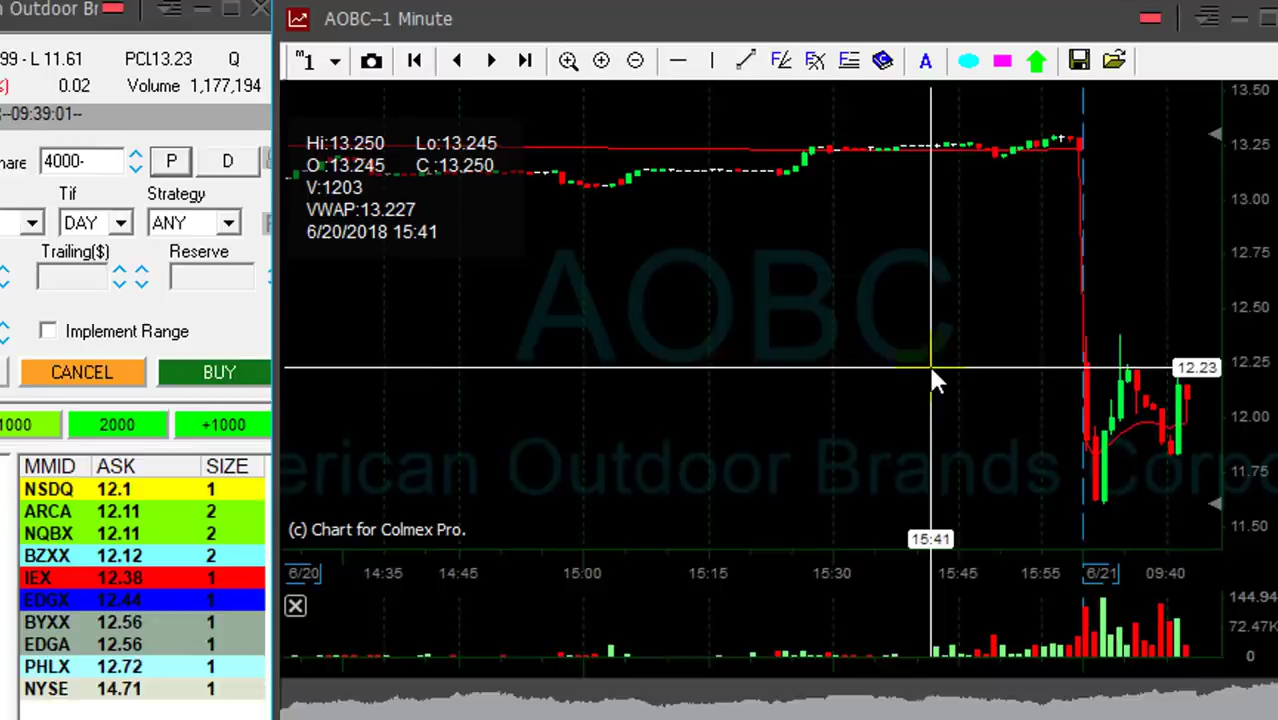 Outdoor Br
99 - L 11.61 PCL13.23 Q
%) 0.02 Volume 1,177,194
--09:39:01--
hare 4000- P D
Tif Strategy
DAY ANY
Trailing($) Reserve
Implement Range
CANCEL BUY
1000 2000 +1000
MMID ASK SIZE
NSDQ 12.1 1
ARCA 12.11 2
NQBX 12.11 2
BZXX 12.12 2
IEX 12.38 1
EDGX 12.44 1
BYXX 12.56 1
EDGA 12.56 1
PHLX 12.72 1
NYSE 14.71 1
AOBC--1 Minute
m1
A
Hi:13.250 Lo:13.245
O :13.245 C :13.250
V:1203
VWAP:13.227
6/20/2018 15:41
AOBC
erican Outdoor Brands Corpo
(c) Chart for Colmex Pro.
13.50
13.25
13.00
12.75
12.50
12.25
12.23
12.00
11.75
11.50
15:41
6/20 14:35 14:45 15:00 15:15 15:30 15:45 15:55 6/21 09:40
144.94
72.47K
0